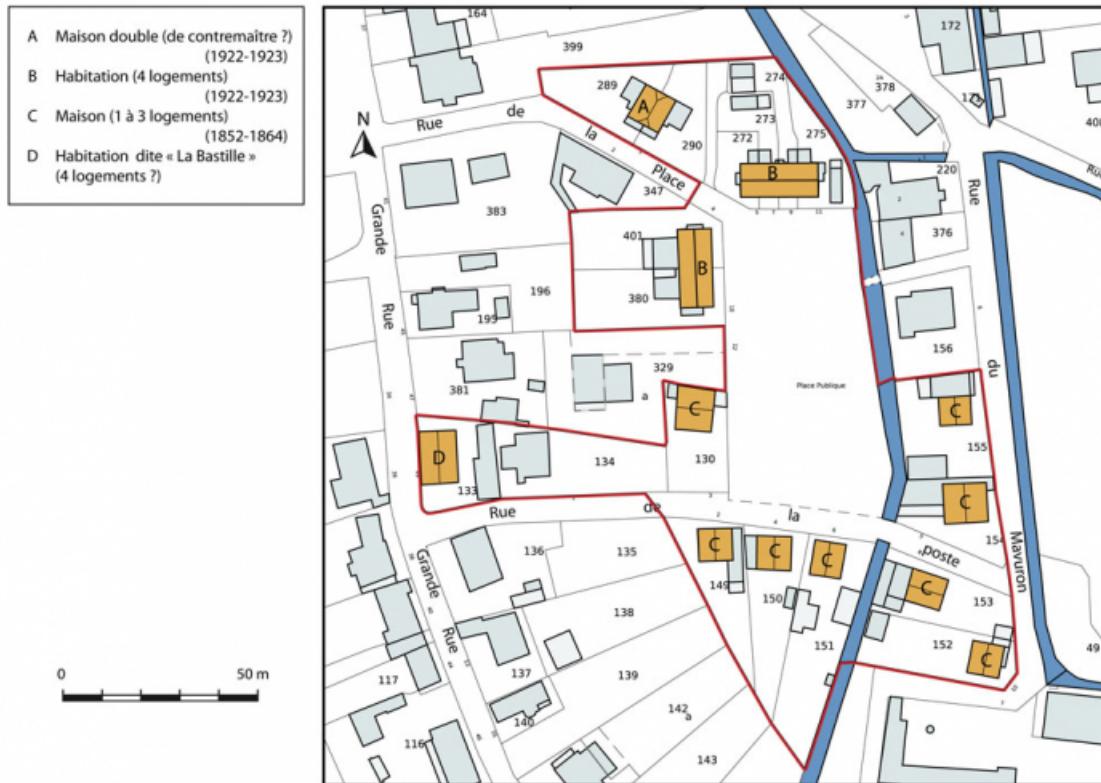 A Maison double (de contremaître ?)
(1922-1923)
B Habitation (4 logements)
(1922-1923)
C Maison (1 à 3 logements)
(1852-1864)
D Habitation dite « La Bastille »
(4 logements ?)
0 50 m
N
164
399
172
289
A
274
378
377
408
Rue de la Place
290
272
273
275
B
220
Rue
347
383
Grande Rue
401
B
376
380
196
195
156
329
Place Publique
381
a
C
C
155
D
134
130
133
C
154
Rue de la poste
du Mavuron
C
C
C
C
153
136
135
149
150
151
152
C
49
Grande Rue
138
137
139
117
140
142
a
116
143